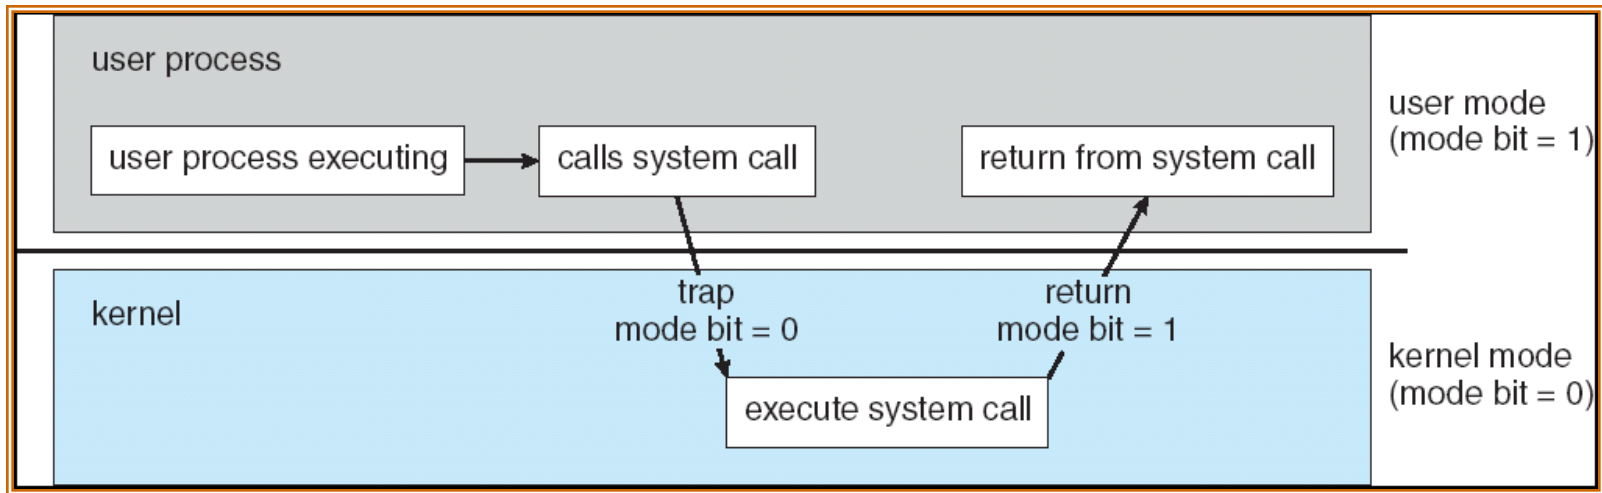 user process
user process executing
calls system call
return from system call
user mode
(mode bit = 1)
kernel
trap
mode bit = 0
return
mode bit = 1
execute system call
kernel mode
(mode bit = 0)